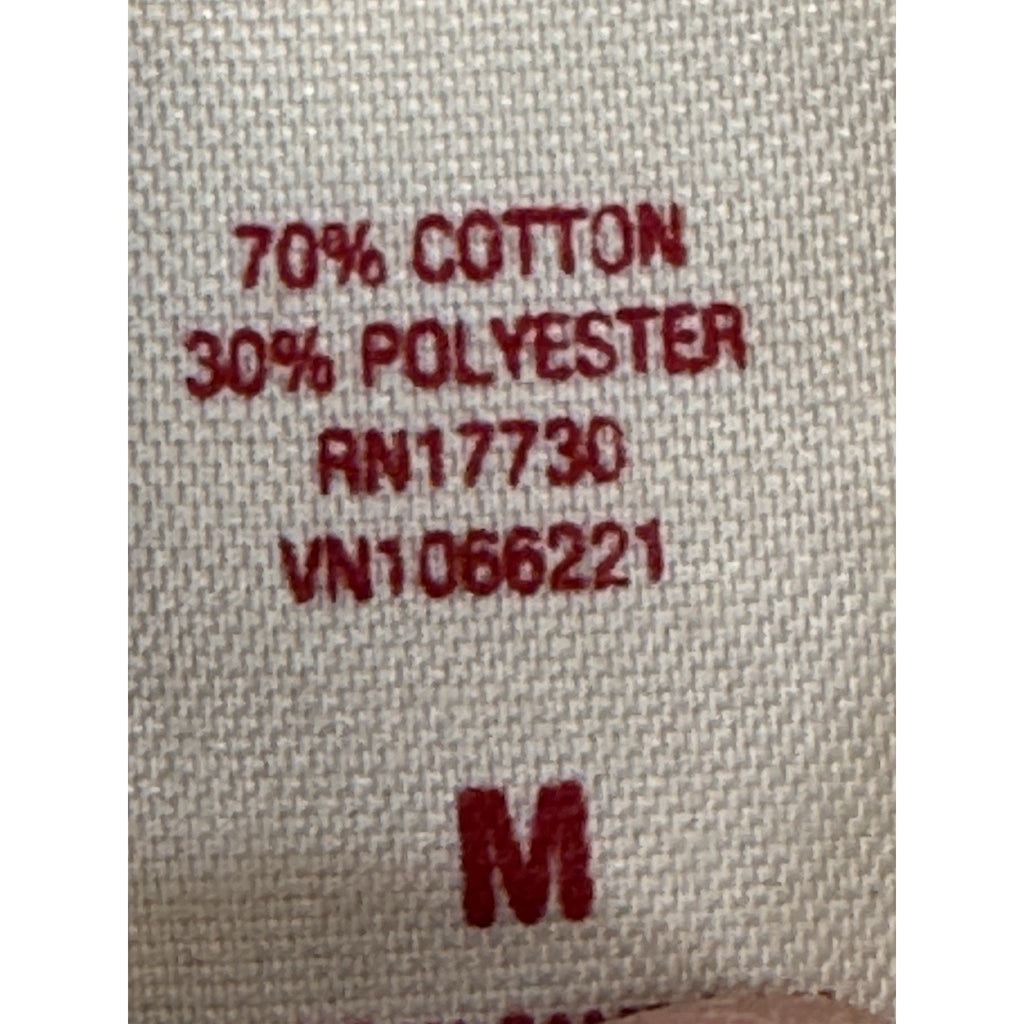 70% COTTON
30% POLYESTER
RN17730
VN1066221
M